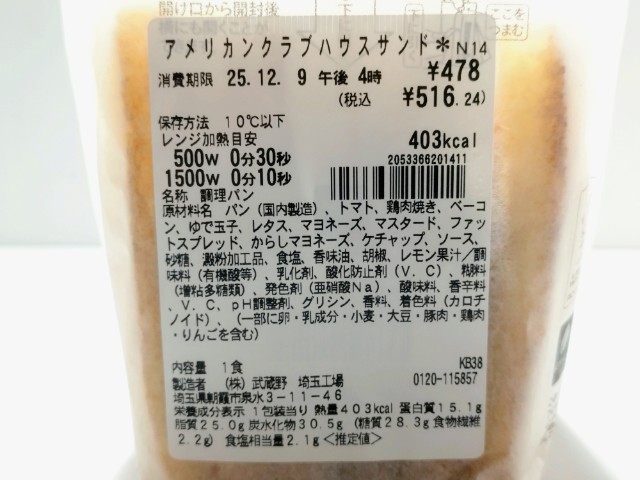 開け口から開封後
横にも開くことが
下に
ここを
つまむ
アメリカンクラブハウスサンド＊N14
消費期限 25.12. 9 午後 4時 ¥478
(税込 ¥516.24)
保存方法 10℃以下
レンジ加熱目安 403kcal
500W 0分30秒
1500W 0分10秒
2053366201411
名称 調理パン
原材料名 パン（国内製造）、トマト、鶏肉焼き、ベーコ
ン、ゆで玉子、レタス、マヨネーズ、マスタード、ファッ
トスプレッド、からしマヨネーズ、ケチャップ、ソース、
砂糖、澱粉加工品、食塩、香味油、胡椒、レモン果汁／調
味料（有機酸等）、乳化剤、酸化防止剤（V.C）、糊料
（増粘多糖類）、発色剤（亜硝酸Na）、酸味料、香辛料
、V.C、pH調整剤、グリシン、香料、着色料（カロチ
ノイド）、（一部に卵・乳成分・小麦・大豆・豚肉・鶏肉
・りんごを含む）
内容量 1食 KB38
製造者 （株）武蔵野 埼玉工場 0120-115857
埼玉県朝霞市泉水3-11-46
栄養成分表示 1包装当り 熱量403kcal 蛋白質15.1g
脂質25.0g 炭水化物30.5g（糖質28.3g 食物繊維
2.2g）食塩相当量2.1g＜推定値＞